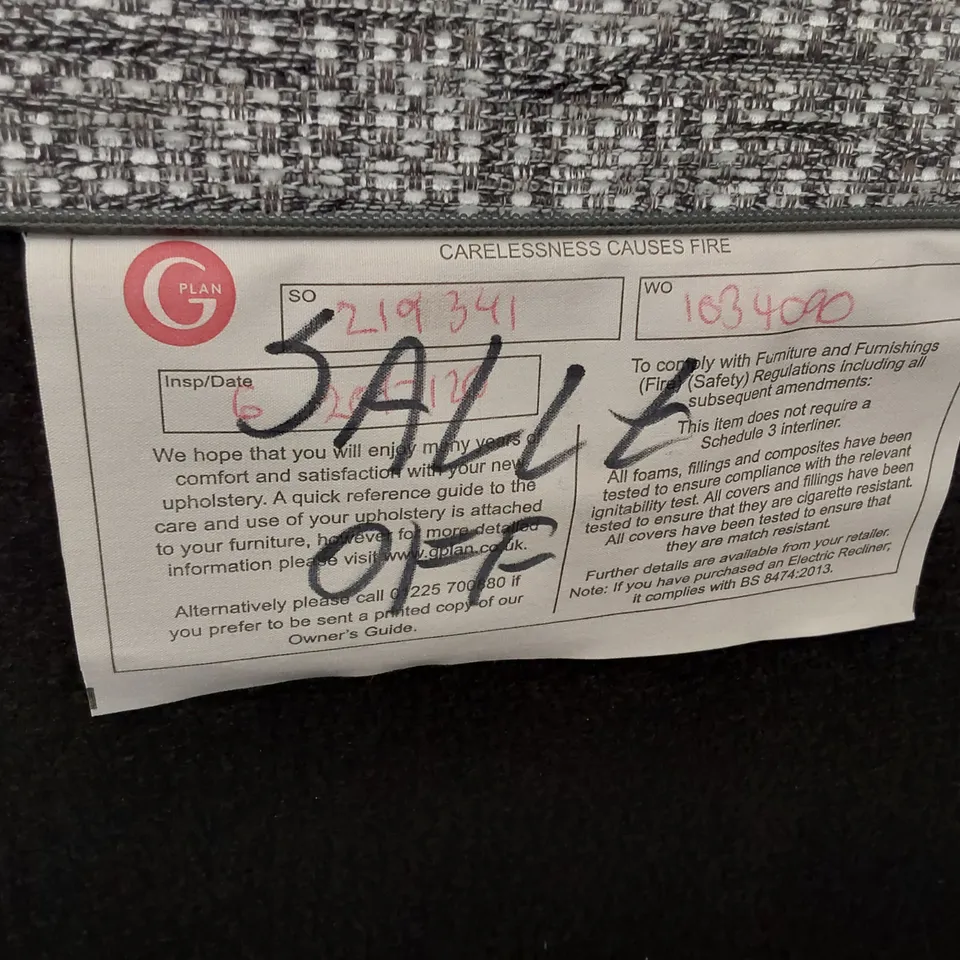 CARELESSNESS CAUSES FIRE
G PLAN
SO 219 341
WO 1034090
Insp/Date 6
SALLE
OFF
We hope that you will enjoy many years of
comfort and satisfaction with your new
upholstery. A quick reference guide to the
care and use of your upholstery is attached
to your furniture, however for more detailed
information please visit www.gplan.co.uk.
Alternatively please call 01225 700880 if
you prefer to be sent a printed copy of our
Owner's Guide.
To comply with Furniture and Furnishings
(Fire) (Safety) Regulations including all
subsequent amendments:
This item does not require a
Schedule 3 interliner.
All foams, fillings and composites have been
tested to ensure compliance with the relevant
ignitability test. All covers and fillings have been
tested to ensure that they are cigarette resistant.
All covers have been tested to ensure that
they are match resistant.
Further details are available from your retailer.
Note: If you have purchased an Electric Recliner,
it complies with BS 8474:2013.